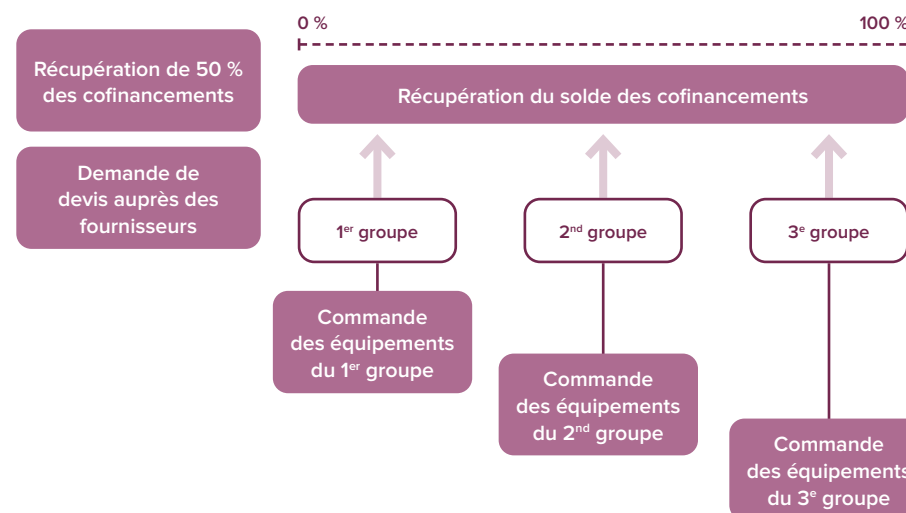 0 %
100 %
Récupération de 50 %
des cofinancements
Récupération du solde des cofinancements
Demande de
devis auprès des
fournisseurs
1er groupe
2nd groupe
3e groupe
Commande
des équipements
du 1er groupe
Commande
des équipements
du 2nd groupe
Commande
des équipements
du 3e groupe